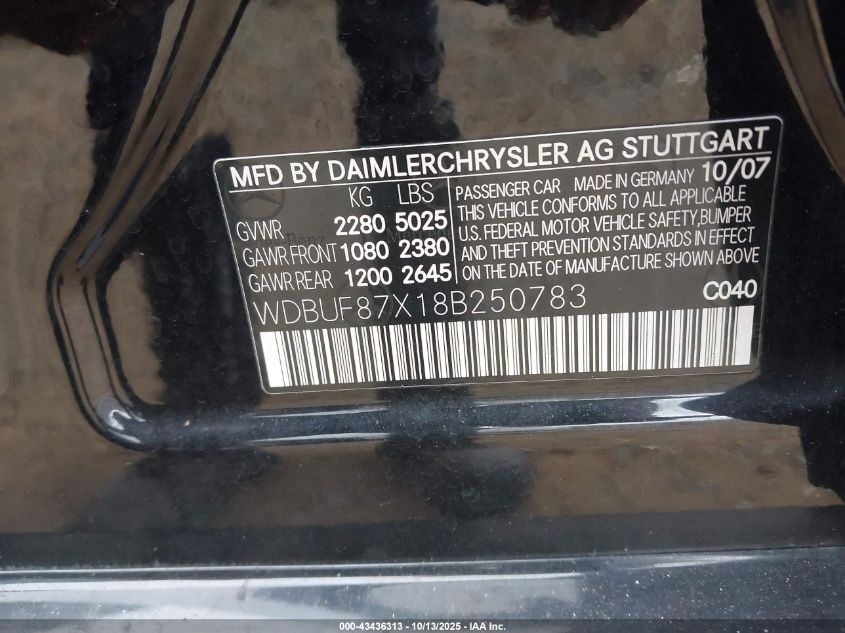 MFD BY DAIMLERCHRYSLER AG STUTTGART
10/07
KG LBS
GVWR 2280 5025
GAWR FRONT 1080 2380
GAWR REAR 1200 2645
PASSENGER CAR MADE IN GERMANY
THIS VEHICLE CONFORMS TO ALL APPLICABLE
U.S. FEDERAL MOTOR VEHICLE SAFETY, BUMPER
AND THEFT PREVENTION STANDARDS IN EFFECT
ON THE DATE OF MANUFACTURE SHOWN ABOVE
WDBUF87X18B250783
C040
000-43436313 - 10/13/2025 - IAA Inc.